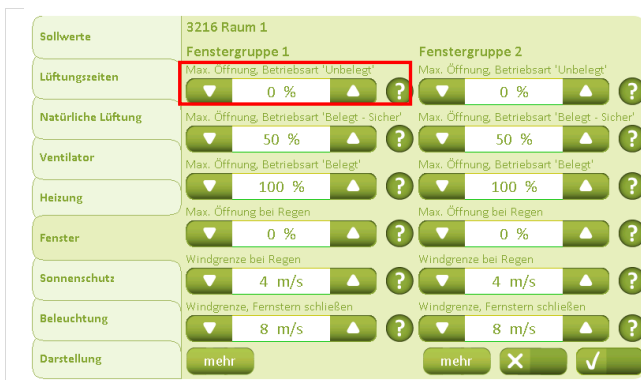 Sollwerte
Lüftungszeiten
Natürliche Lüftung
Ventilator
Heizung
Fenster
Sonnenschutz
Beleuchtung
Darstellung
3216 Raum 1
Fenstergruppe 1
Max. Öffnung, Betriebsart 'Unbelegt'
0 %
?
Max. Öffnung, Betriebsart 'Belegt - Sicher'
50 %
?
Max. Öffnung, Betriebsart 'Belegt'
100 %
?
Max. Öffnung bei Regen
0 %
?
Windgrenze bei Regen
4 m/s
?
Windgrenze, Fernstern schließen
8 m/s
?
mehr
Fenstergruppe 2
Max. Öffnung, Betriebsart 'Unbelegt'
0 %
?
Max. Öffnung, Betriebsart 'Belegt - Sicher'
50 %
?
Max. Öffnung, Betriebsart 'Belegt'
100 %
?
Max. Öffnung bei Regen
0 %
?
Windgrenze bei Regen
4 m/s
?
Windgrenze, Fernstern schließen
8 m/s
?
mehr